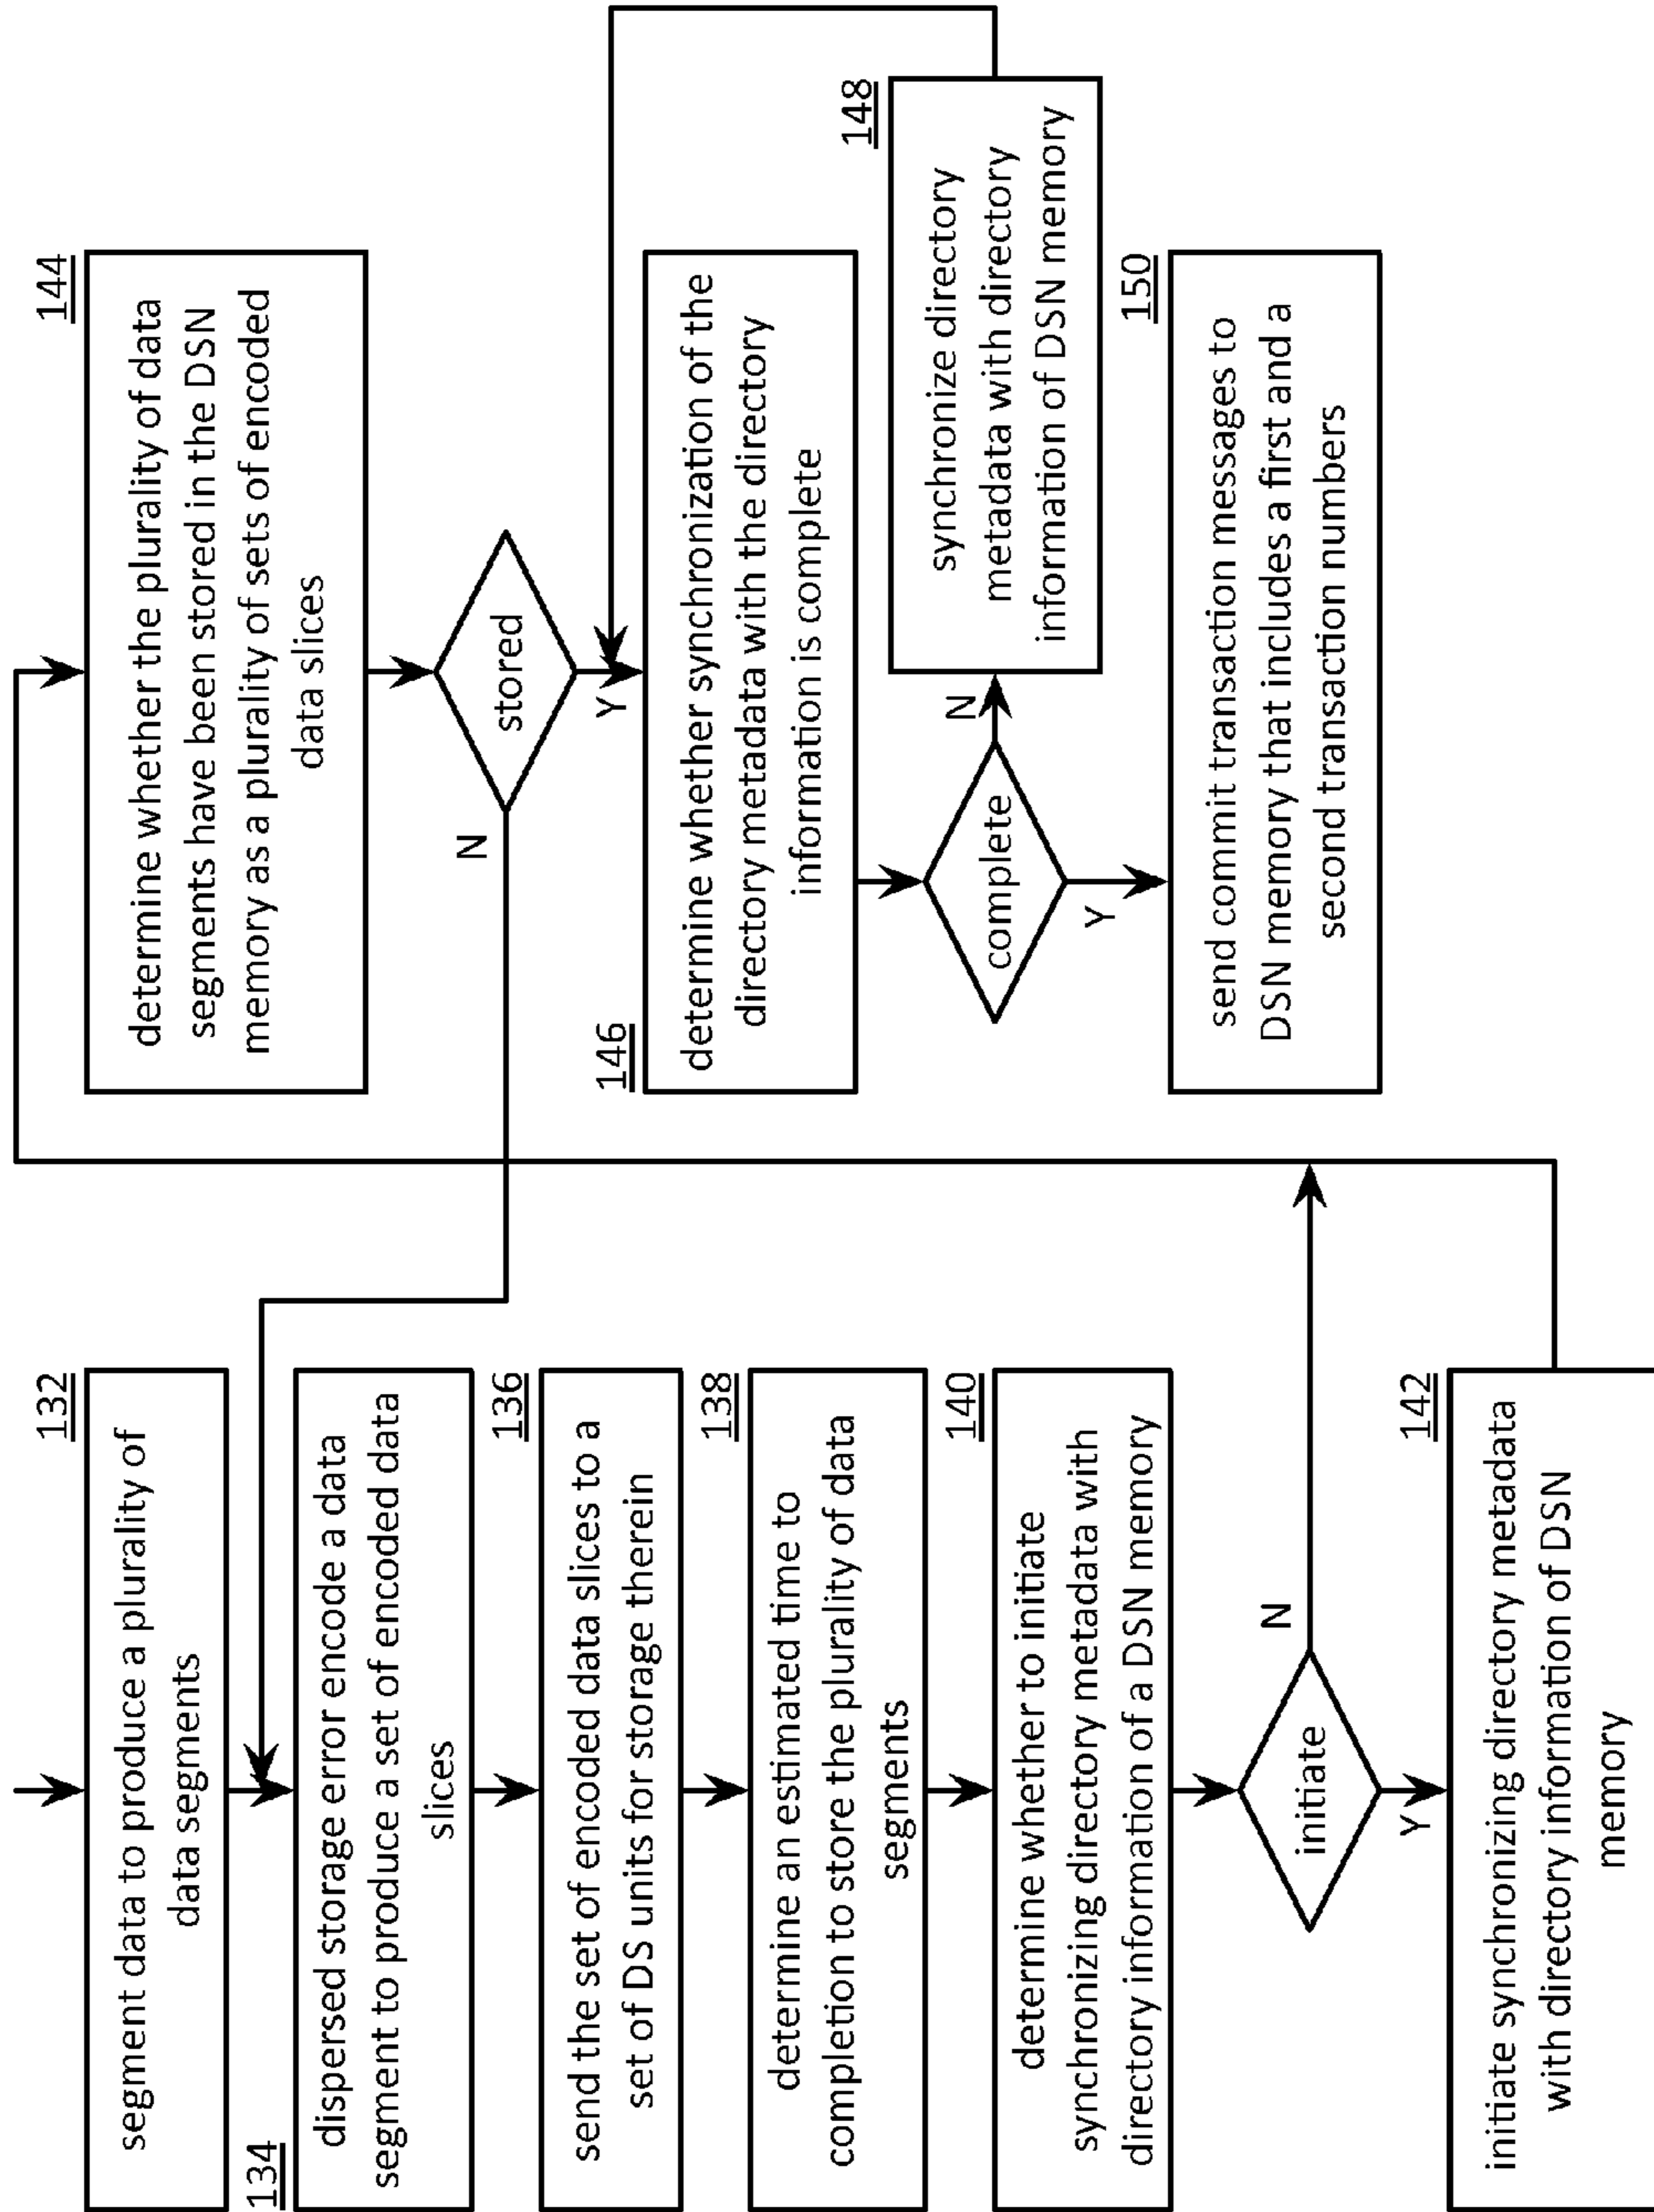 132
segment data to produce a plurality of
data segments
134
dispersed storage error encode a data
segment to produce a set of encoded data
slices
136
send the set of encoded data slices to a
set of DS units for storage therein
138
determine an estimated time to
completion to store the plurality of data
segments
140
determine whether to initiate
synchronizing directory metadata with
directory information of a DSN memory
initiate
N
Y
142
initiate synchronizing directory metadata
with directory information of DSN
memory
144
determine whether the plurality of data
segments have been stored in the DSN
memory as a plurality of sets of encoded
data slices
stored
N
Y
146
determine whether synchronization of the
directory metadata with the directory
information is complete
complete
N
Y
148
synchronize directory
metadata with directory
information of DSN memory
150
send commit transaction messages to
DSN memory that includes a first and a
second transaction numbers